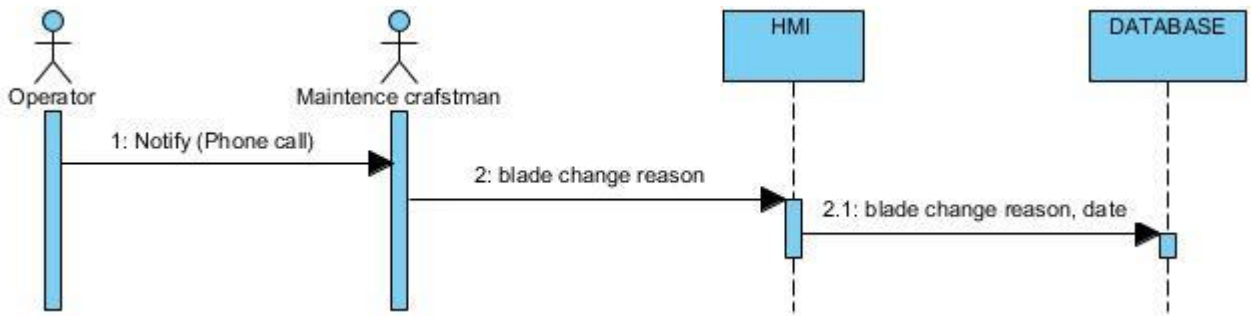 HMI
DATABASE
Operator
Maintence crafstman
1: Notify (Phone call)
2: blade change reason
2.1: blade change reason, date